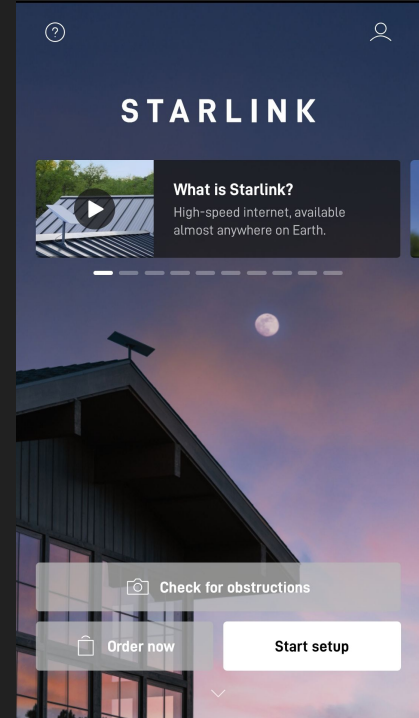 STARLINK
What is Starlink?
High-speed internet, available
almost anywhere on Earth.
Check for obstructions
Order now
Start setup